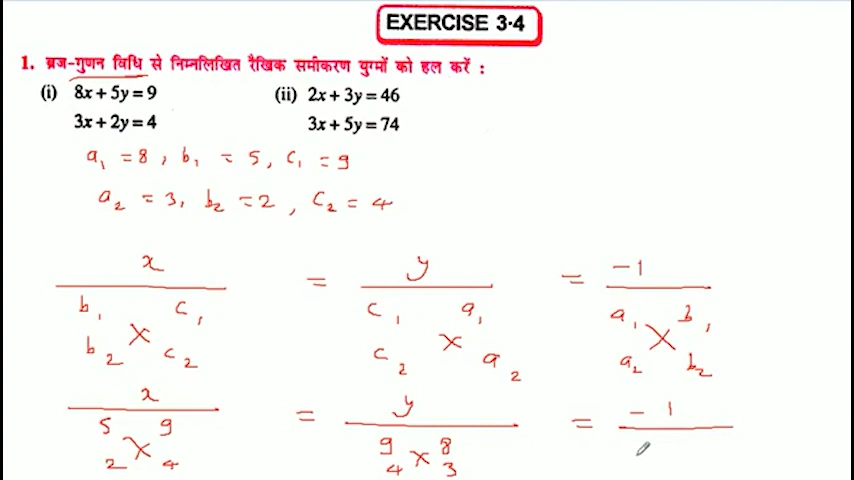 EXERCISE 3·4
1. ब्रज-गुणन विधि से निम्नलिखित रैखिक समीकरण युग्मों को हल करें :
(i) 8x + 5y = 9 (ii) 2x + 3y = 46
3x + 2y = 4 3x + 5y = 74
a₁ = 8, b₁ = 5, c₁ = 9
a₂ = 3, b₂ = 2, c₂ = 4
x = y = -1
b₁ c₁ c₁ a₁ a₁ b₁
× × ×
b₂ c₂ c₂ a₂ a₂ b₂
x = y = -1
5 9 9 8
× ×
2 4 4 3